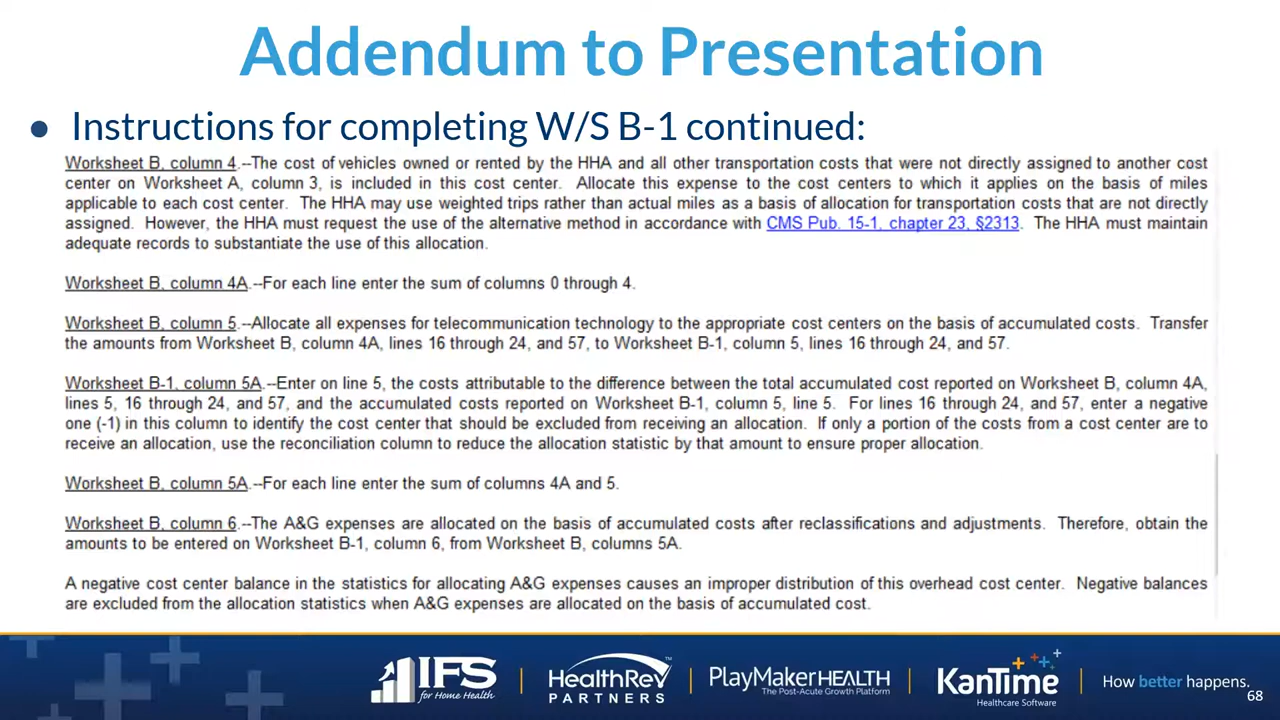 Addendum to Presentation
● Instructions for completing W/S B-1 continued:
Worksheet B, column 4.--The cost of vehicles owned or rented by the HHA and all other transportation costs that were not directly assigned to another cost
center on Worksheet A, column 3, is included in this cost center. Allocate this expense to the cost centers to which it applies on the basis of miles
applicable to each cost center. The HHA may use weighted trips rather than actual miles as a basis of allocation for transportation costs that are not directly
assigned. However, the HHA must request the use of the alternative method in accordance with CMS Pub. 15-1, chapter 23, §2313. The HHA must maintain
adequate records to substantiate the use of this allocation.
Worksheet B, column 4A.--For each line enter the sum of columns 0 through 4.
Worksheet B, column 5.--Allocate all expenses for telecommunication technology to the appropriate cost centers on the basis of accumulated costs. Transfer
the amounts from Worksheet B, column 4A, lines 16 through 24, and 57, to Worksheet B-1, column 5, lines 16 through 24, and 57.
Worksheet B-1, column 5A.--Enter on line 5, the costs attributable to the difference between the total accumulated cost reported on Worksheet B, column 4A,
lines 5, 16 through 24, and 57, and the accumulated costs reported on Worksheet B-1, column 5, line 5. For lines 16 through 24, and 57, enter a negative
one (-1) in this column to identify the cost center that should be excluded from receiving an allocation. If only a portion of the costs from a cost center are to
receive an allocation, use the reconciliation column to reduce the allocation statistic by that amount to ensure proper allocation.
Worksheet B, column 5A.--For each line enter the sum of columns 4A and 5.
Worksheet B, column 6.--The A&G expenses are allocated on the basis of accumulated costs after reclassifications and adjustments. Therefore, obtain the
amounts to be entered on Worksheet B-1, column 6, from Worksheet B, columns 5A.
A negative cost center balance in the statistics for allocating A&G expenses causes an improper distribution of this overhead cost center. Negative balances
are excluded from the allocation statistics when A&G expenses are allocated on the basis of accumulated cost.
IFS
for Home Health
HealthRev™
PARTNERS
PlayMakerHEALTH
The Post-Acute Growth Platform
KanTime
Healthcare Software
How better happens.
68